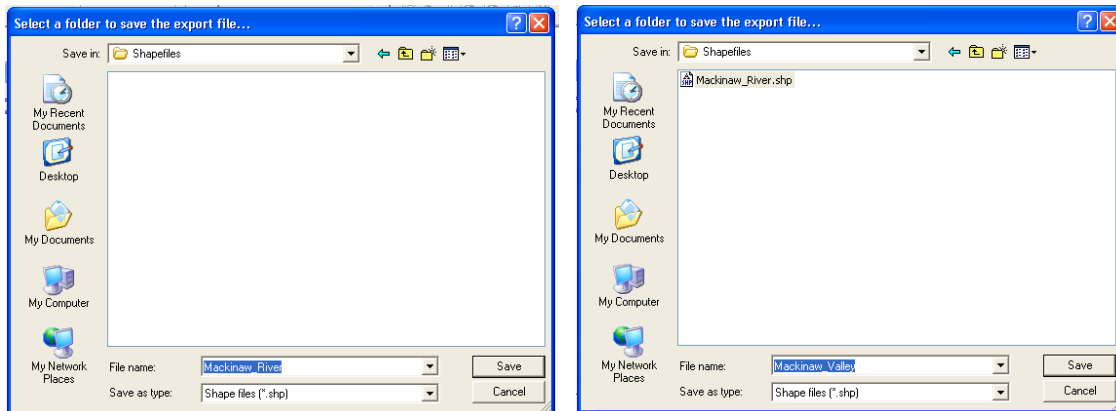 Select a folder to save the export file...
Save in: Shapefiles
My Recent
Documents
Desktop
My Documents
My Computer
My Network
Places
File name: Mackinaw_River Save
Save as type: Shape files (*.shp) Cancel
Select a folder to save the export file...
Save in: Shapefiles
Mackinaw_River.shp
My Recent
Documents
Desktop
My Documents
My Computer
My Network
Places
File name: Mackinaw_Valley Save
Save as type: Shape files (*.shp) Cancel